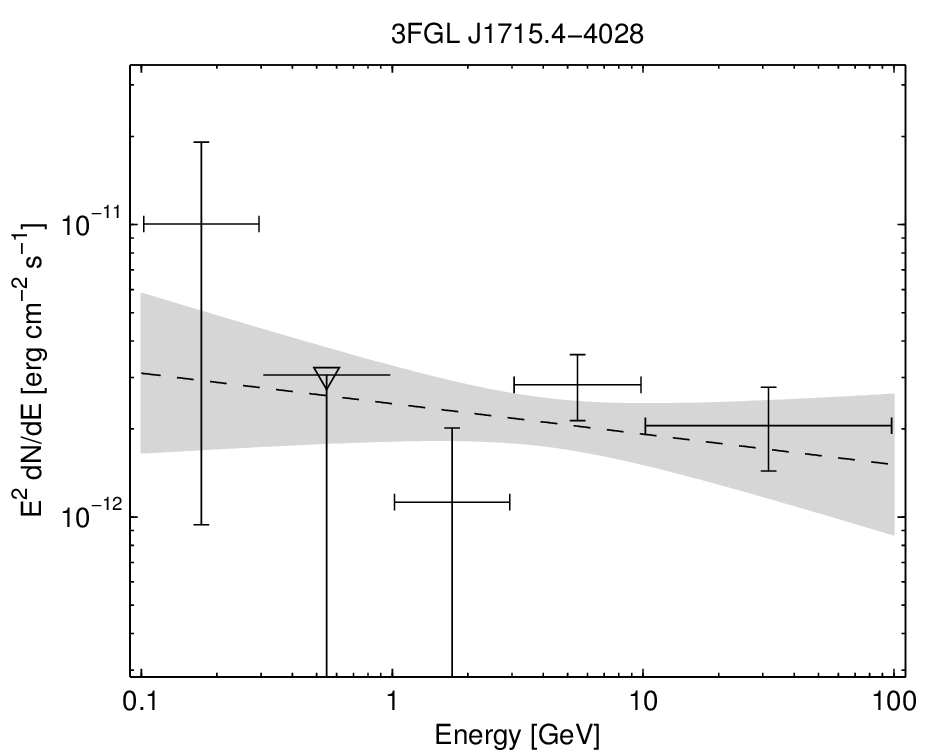 3FGL J1715.4−4028
E² dN/dE [erg cm⁻² s⁻¹]
10⁻¹¹
10⁻¹²
0.1 1 10 100
Energy [GeV]